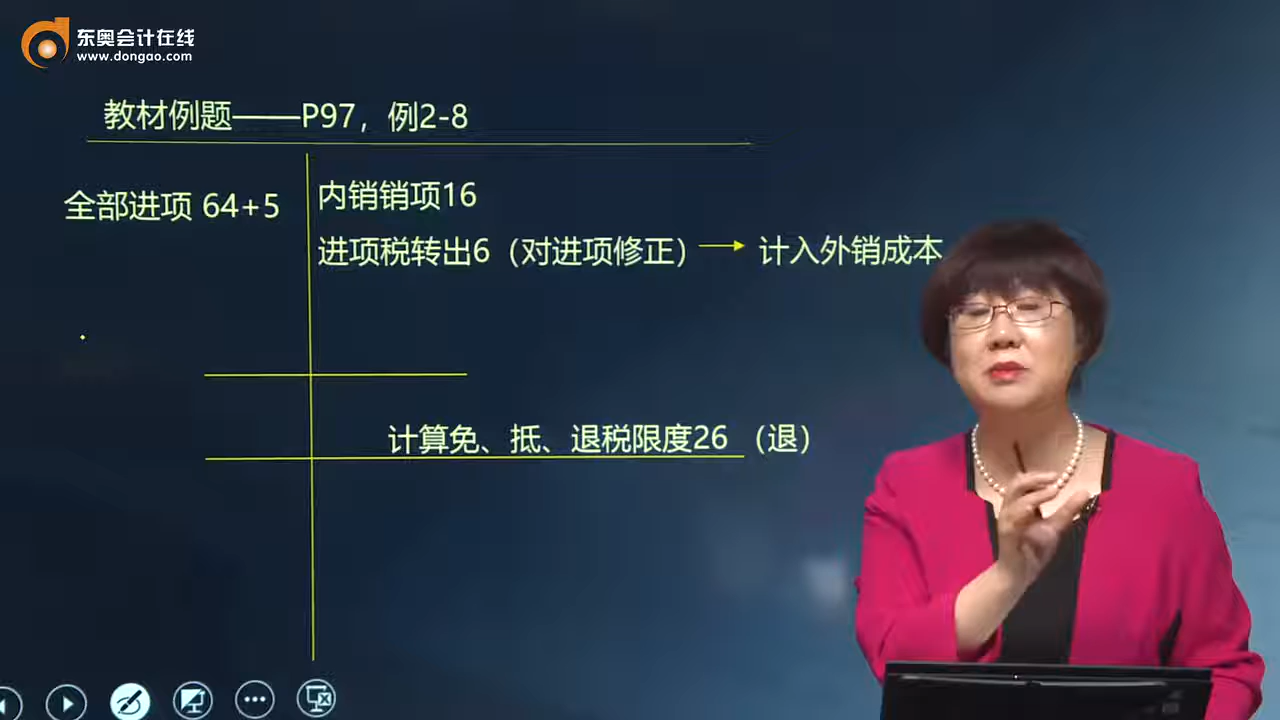 东奥会计在线
www.dongao.com
教材例题——P97，例2-8
全部进项 64+5
内销销项16
进项税转出6（对进项修正）
计入外销成本
计算免、抵、退税限度26 （退）